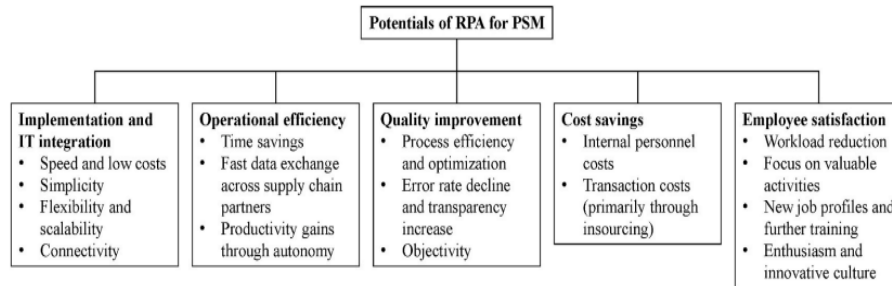 Potentials of RPA for PSM
Implementation and
IT integration
• Speed and low costs
• Simplicity
• Flexibility and
scalability
• Connectivity
Operational efficiency
• Time savings
• Fast data exchange
across supply chain
partners
• Productivity gains
through autonomy
Quality improvement
• Process efficiency
and optimization
• Error rate decline
and transparency
increase
• Objectivity
Cost savings
• Internal personnel
costs
• Transaction costs
(primarily through
insourcing)
Employee satisfaction
• Workload reduction
• Focus on valuable
activities
• New job profiles and
further training
• Enthusiasm and
innovative culture